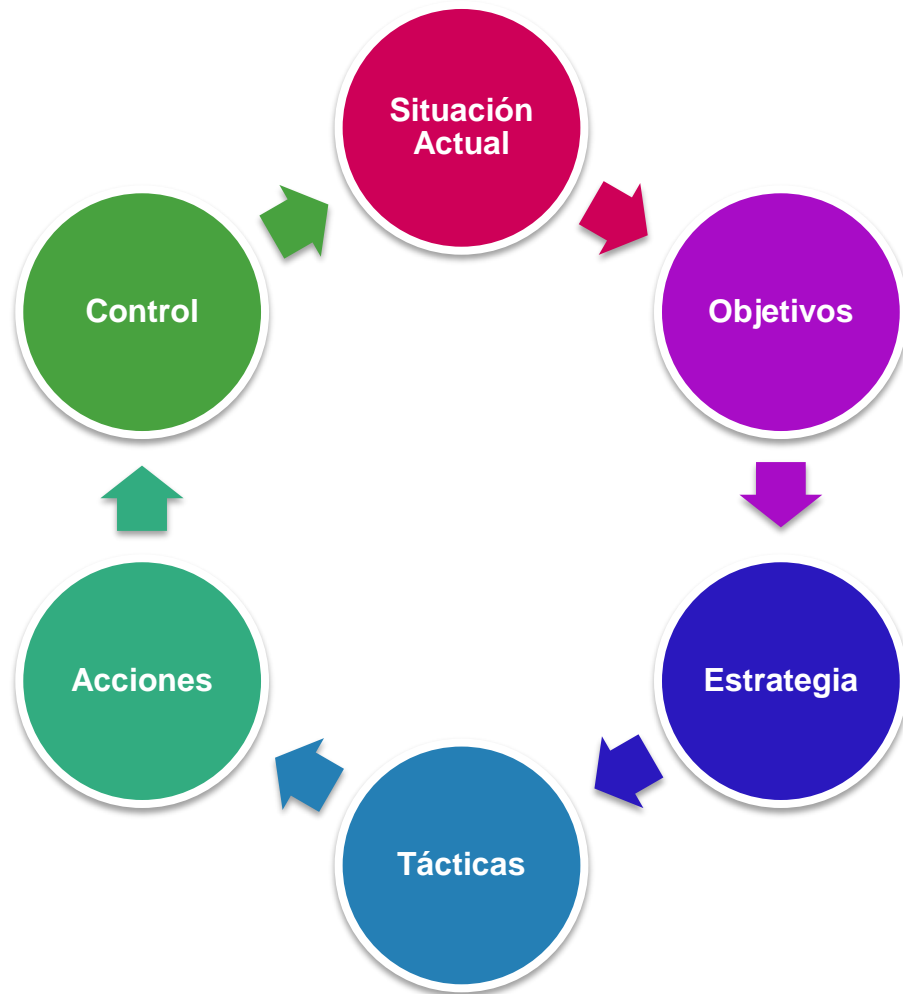 Situación
Actual
Objetivos
Estrategia
Tácticas
Acciones
Control